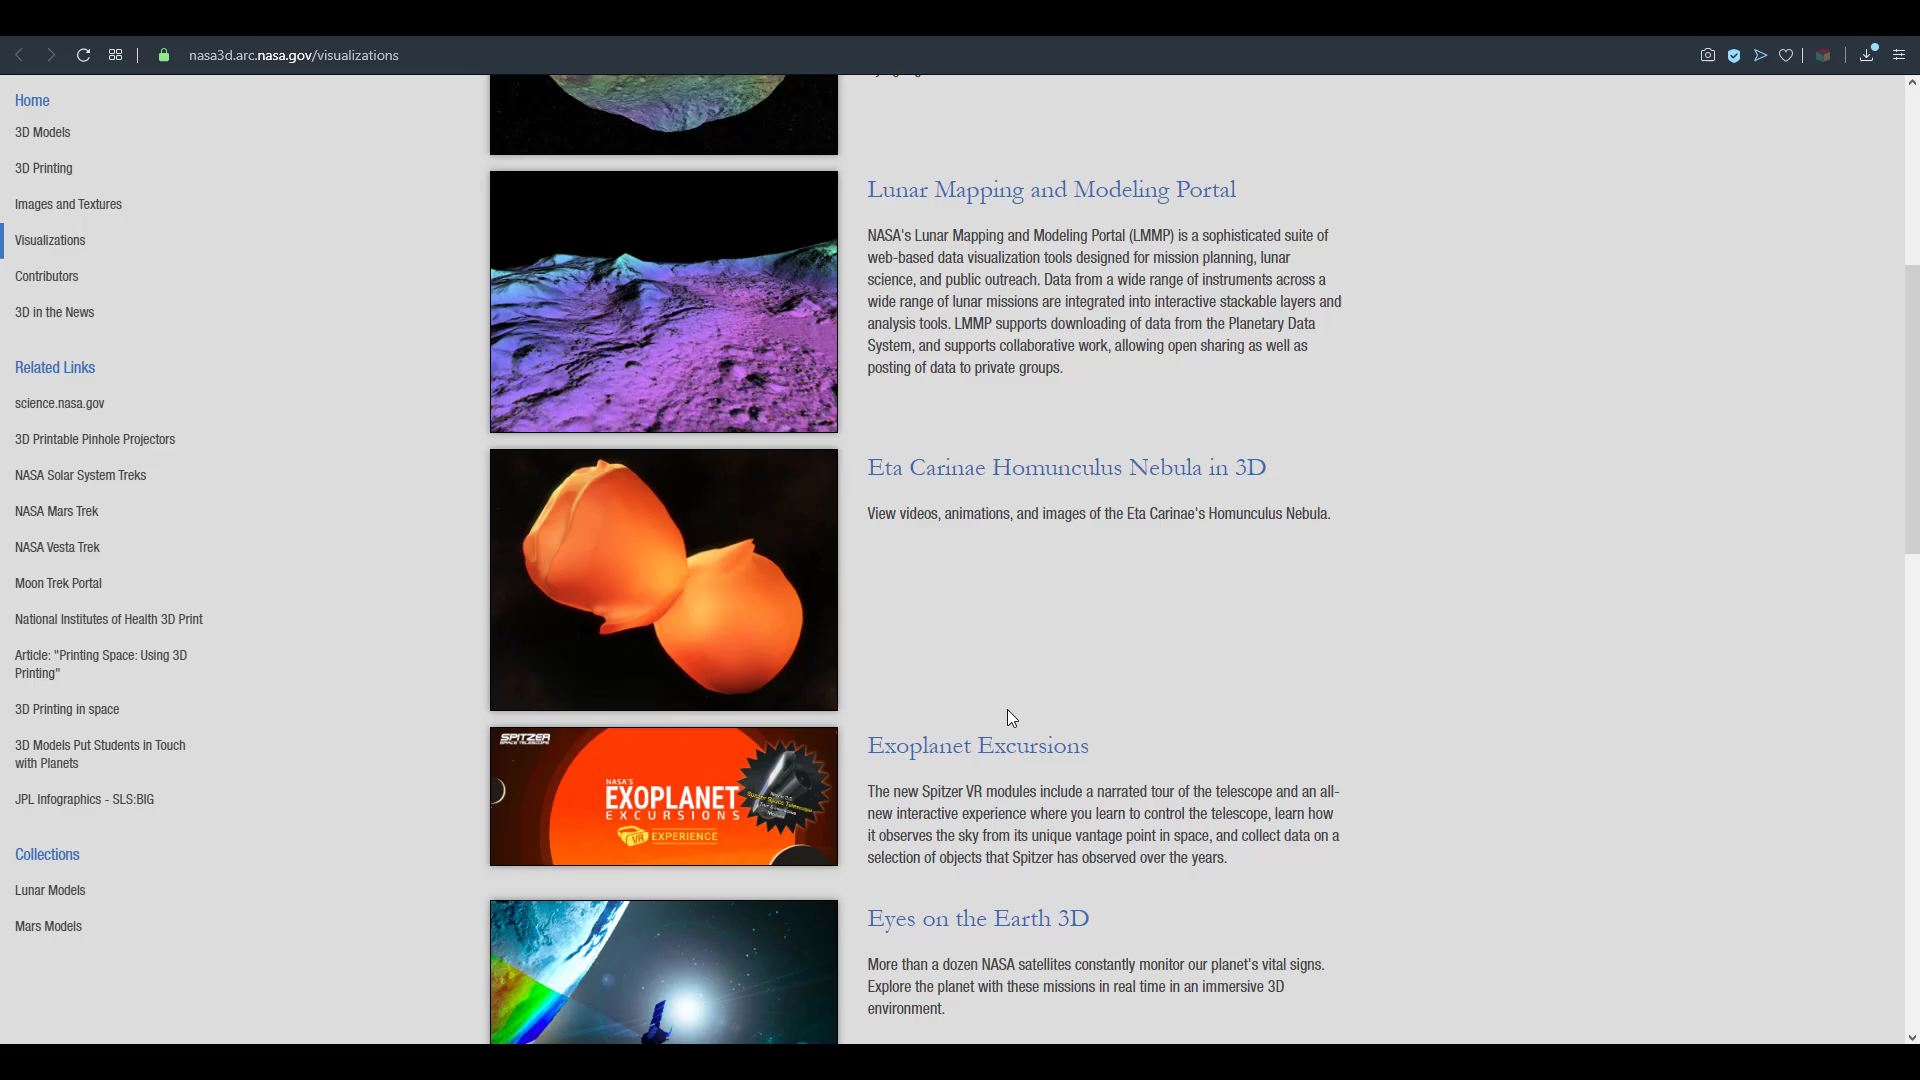 nasa3d.arc.nasa.gov/visualizations
Home
3D Models
3D Printing
Images and Textures
Visualizations
Contributors
3D in the News
Related Links
science.nasa.gov
3D Printable Pinhole Projectors
NASA Solar System Treks
NASA Mars Trek
NASA Vesta Trek
Moon Trek Portal
National Institutes of Health 3D Print
Article: "Printing Space: Using 3D
Printing"
3D Printing in space
3D Models Put Students in Touch
with Planets
JPL Infographics - SLS:BIG
Collections
Lunar Models
Mars Models
Lunar Mapping and Modeling Portal
NASA's Lunar Mapping and Modeling Portal (LMMP) is a sophisticated suite of
web-based data visualization tools designed for mission planning, lunar
science, and public outreach. Data from a wide range of instruments across a
wide range of lunar missions are integrated into interactive stackable layers and
analysis tools. LMMP supports downloading of data from the Planetary Data
System, and supports collaborative work, allowing open sharing as well as
posting of data to private groups.
Eta Carinae Homunculus Nebula in 3D
View videos, animations, and images of the Eta Carinae's Homunculus Nebula.
SPITZER
SPACE TELESCOPE
NASA'S
EXOPLANET
EXCURSIONS
VR EXPERIENCE
Spitzer Space Telescope
Exoplanet Excursions
The new Spitzer VR modules include a narrated tour of the telescope and an all-
new interactive experience where you learn to control the telescope, learn how
it observes the sky from its unique vantage point in space, and collect data on a
selection of objects that Spitzer has observed over the years.
Eyes on the Earth 3D
More than a dozen NASA satellites constantly monitor our planet's vital signs.
Explore the planet with these missions in real time in an immersive 3D
environment.